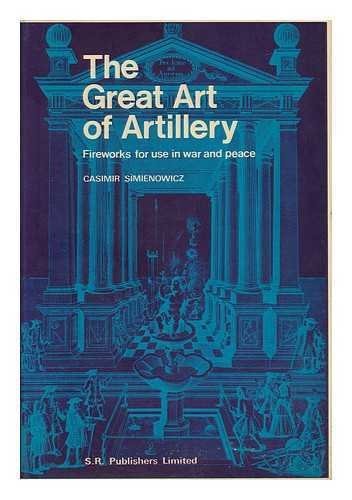 The
Great Art
of Artillery
Fireworks for use in war and peace
CASIMIR SIMIENOWICZ
S.R. Publishers Limited